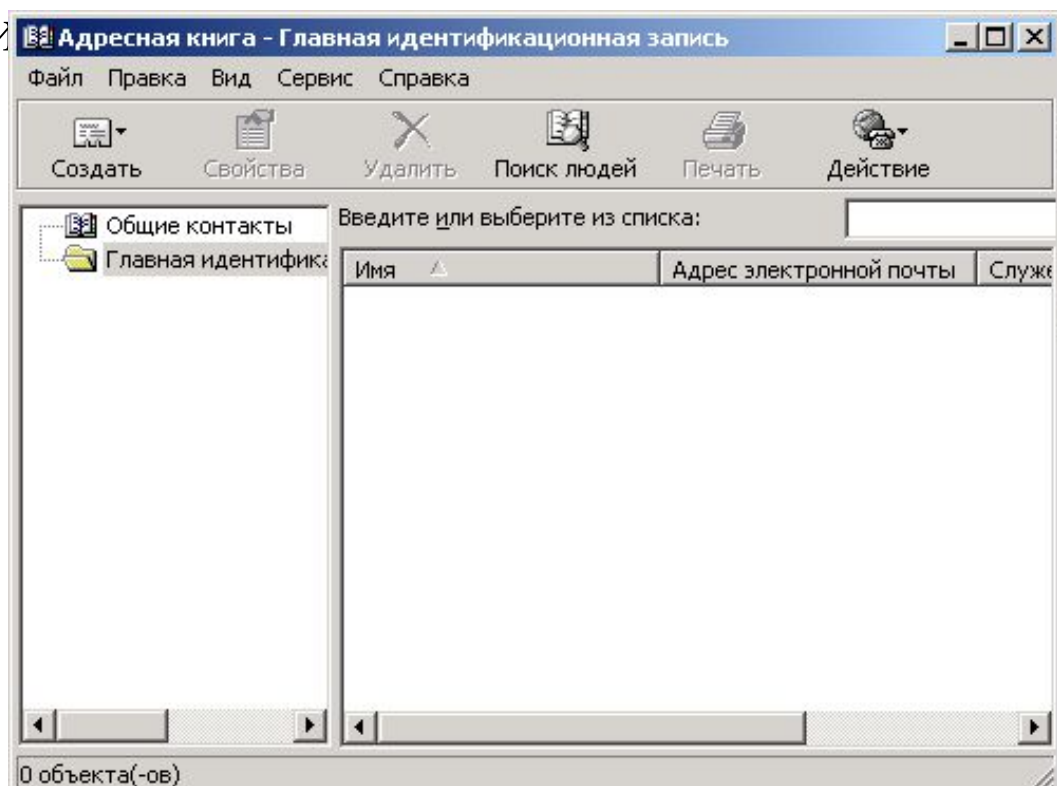 Адресная книга - Главная идентификационная запись
Файл Правка Вид Сервис Справка
Создать Свойства Удалить Поиск людей Печать Действие
Общие контакты
Главная идентифика
Введите или выберите из списка:
Имя Адрес электронной почты Служе
0 объекта(-ов)